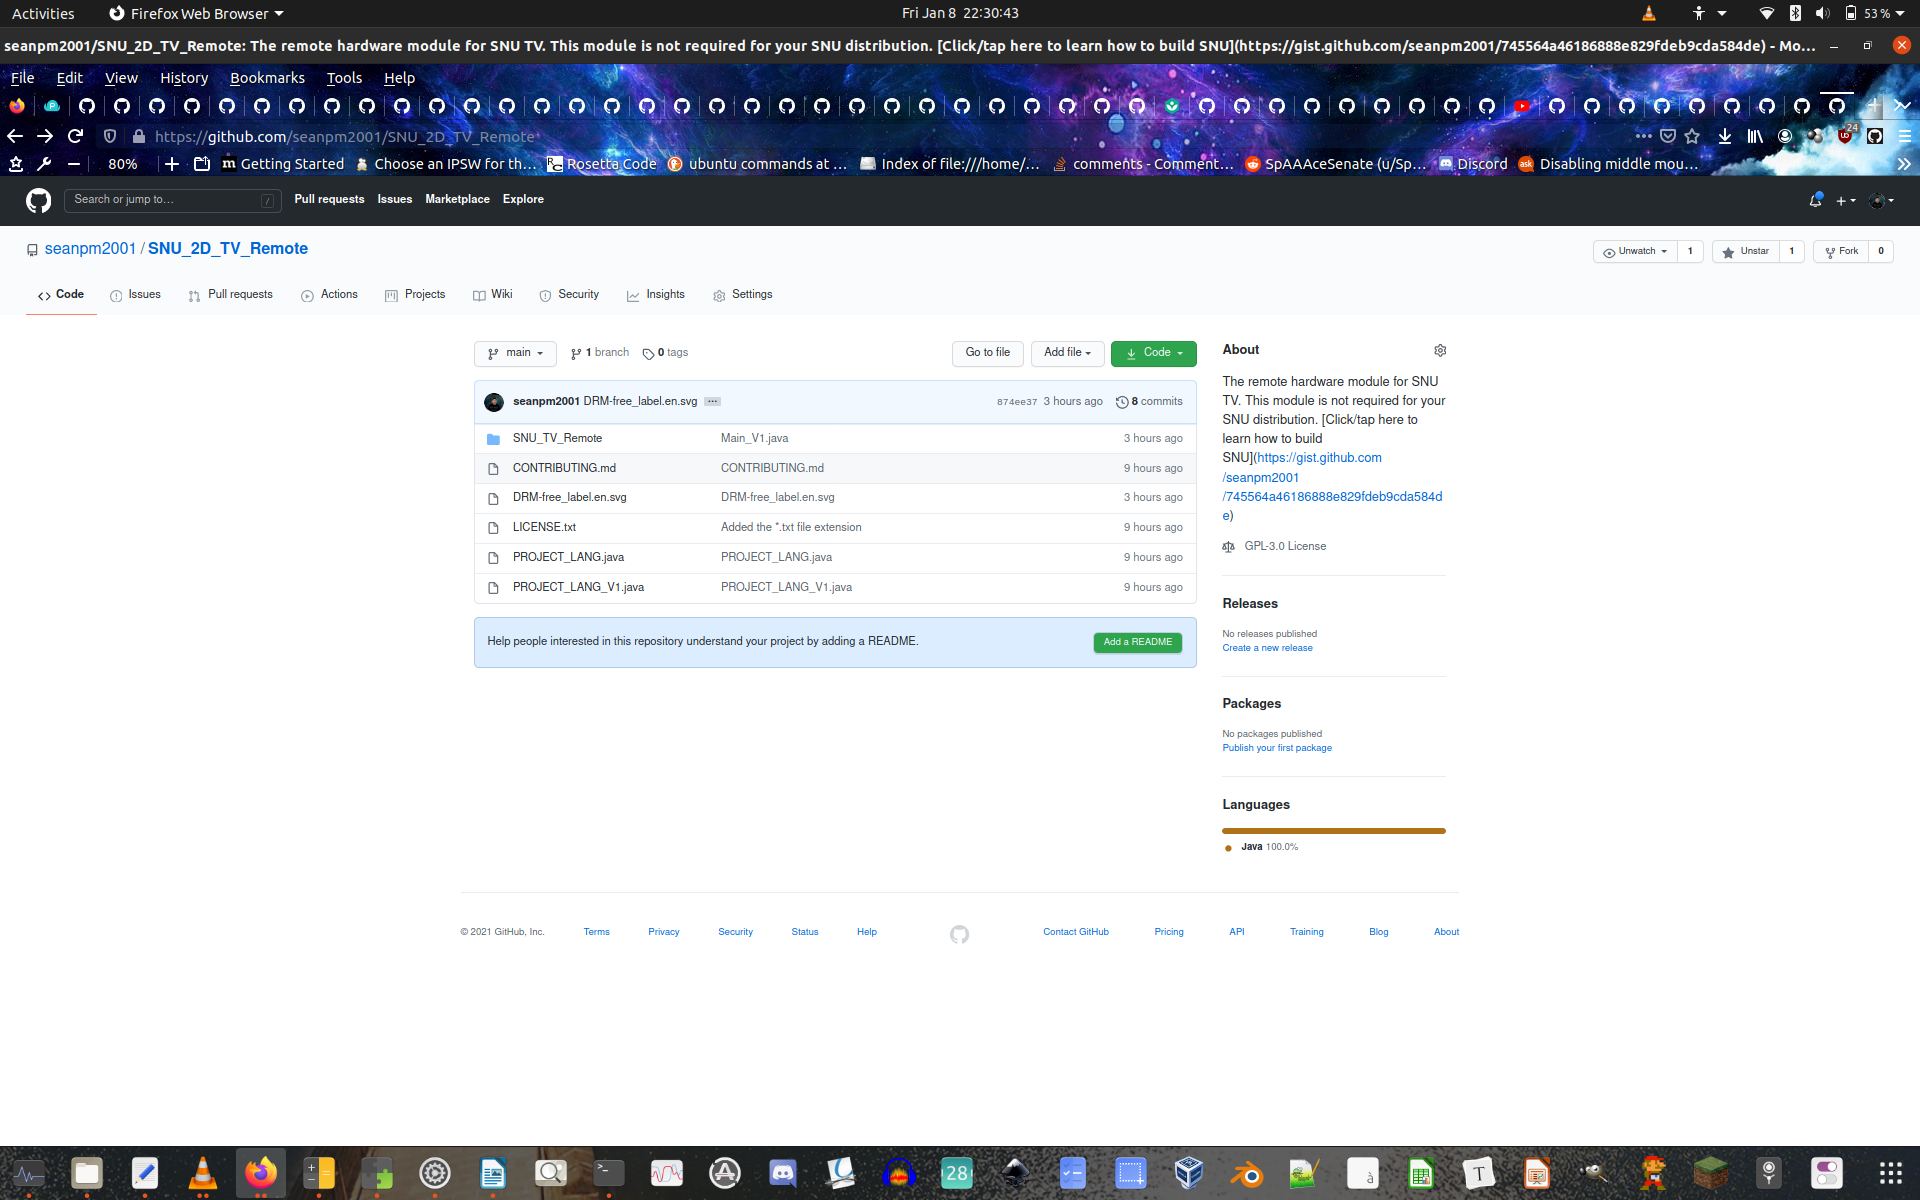 Activities
Firefox Web Browser
Fri Jan 8 22:30:43
53 %
seanpm2001/SNU_2D_TV_Remote: The remote hardware module for SNU TV. This module is not required for your SNU distribution. [Click/tap here to learn how to build SNU](https://gist.github.com/seanpm2001/745564a46186888e829fdeb9cda584de) - Mo...
File Edit View History Bookmarks Tools Help
https://github.com/seanpm2001/SNU_2D_TV_Remote
24
80%
Getting Started
Choose an IPSW for th...
Rosetta Code
ubuntu commands at ...
Index of file:///home/...
comments - Comment...
SpAAAceSenate (u/Sp...
Discord
Disabling middle mou...
Search or jump to...
/
Pull requests Issues Marketplace Explore
seanpm2001 / SNU_2D_TV_Remote
Unwatch 1
Unstar 1
Fork 0
Code Issues Pull requests Actions Projects Wiki Security Insights Settings
main
1 branch
0 tags
Go to file
Add file
Code
seanpm2001 DRM-free_label.en.svg
874ee37 3 hours ago
8 commits
SNU_TV_Remote Main_V1.java 3 hours ago
CONTRIBUTING.md CONTRIBUTING.md 9 hours ago
DRM-free_label.en.svg DRM-free_label.en.svg 3 hours ago
LICENSE.txt Added the *.txt file extension 9 hours ago
PROJECT_LANG.java PROJECT_LANG.java 9 hours ago
PROJECT_LANG_V1.java PROJECT_LANG_V1.java 9 hours ago
Help people interested in this repository understand your project by adding a README.
Add a README
About
The remote hardware module for SNU
TV. This module is not required for your
SNU distribution. [Click/tap here to
learn how to build
SNU](https://gist.github.com
/seanpm2001
/745564a46186888e829fdeb9cda584d
e)
GPL-3.0 License
Releases
No releases published
Create a new release
Packages
No packages published
Publish your first package
Languages
Java 100.0%
© 2021 GitHub, Inc. Terms Privacy Security Status Help Contact GitHub Pricing API Training Blog About
28